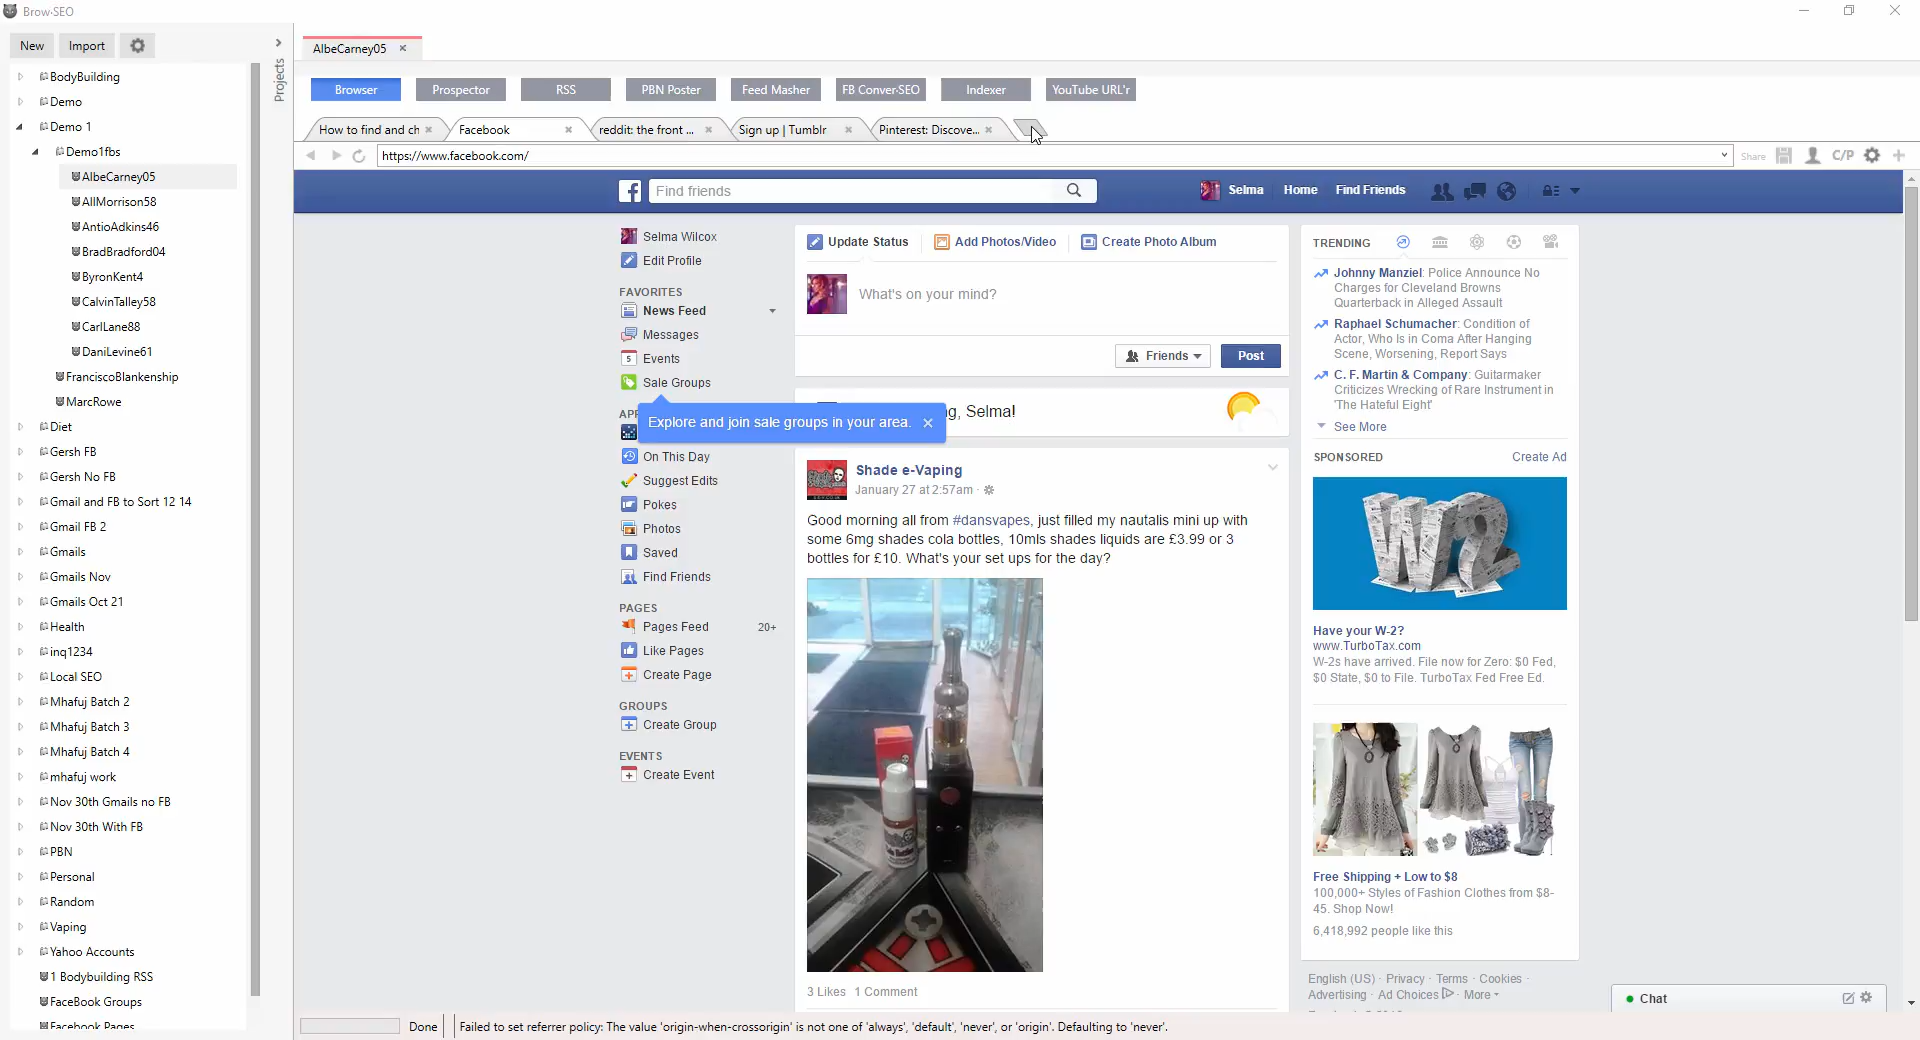 Brow·SEO
New
Import
Projects
BodyBuilding
Demo
Demo 1
Demo1fbs
AlbeCarney05
AllMorrison58
AntioAdkins46
BradBradford04
ByronKent4
CalvinTalley58
CarlLane88
DaniLevine61
FranciscoBlankenship
MarcRowe
Diet
Gersh FB
Gersh No FB
Gmail and FB to Sort 12 14
Gmail FB 2
Gmails
Gmails Nov
Gmails Oct 21
Health
inq1234
Local SEO
Mhafuj Batch 2
Mhafuj Batch 3
Mhafuj Batch 4
mhafuj work
Nov 30th Gmails no FB
Nov 30th With FB
PBN
Personal
Random
Vaping
Yahoo Accounts
1 Bodybuilding RSS
FaceBook Groups
Facebook Pages
AlbeCarney05
Browser
Prospector
RSS
PBN Poster
Feed Masher
FB Conver·SEO
Indexer
YouTube URL'r
How to find and ch
Facebook
reddit: the front ...
Sign up | Tumblr
Pinterest: Discove...
https://www.facebook.com/
Share
C/P
Find friends
Selma
Home
Find Friends
Selma Wilcox
Edit Profile
FAVORITES
News Feed
Messages
Events
Sale Groups
Explore and join sale groups in your area.
On This Day
Suggest Edits
Pokes
Photos
Saved
Find Friends
PAGES
Pages Feed 20+
Like Pages
Create Page
GROUPS
Create Group
EVENTS
Create Event
Update Status
Add Photos/Video
Create Photo Album
What's on your mind?
Friends
Post
g, Selma!
Shade e-Vaping
January 27 at 2:57am ·
Good morning all from #dansvapes, just filled my nautalis mini up with
some 6mg shades cola bottles, 10mls shades liquids are £3.99 or 3
bottles for £10. What's your set ups for the day?
3 Likes 1 Comment
TRENDING
Johnny Manziel: Police Announce No
Charges for Cleveland Browns
Quarterback in Alleged Assault
Raphael Schumacher: Condition of
Actor, Who Is in Coma After Hanging
Scene, Worsening, Report Says
C. F. Martin & Company: Guitarmaker
Criticizes Wrecking of Rare Instrument in
'The Hateful Eight'
See More
SPONSORED
Create Ad
W2
Have your W-2?
www.TurboTax.com
W-2s have arrived. File now for Zero: $0 Fed,
$0 State, $0 to File. TurboTax Fed Free Ed.
Free Shipping + Low to $8
100,000+ Styles of Fashion Clothes from $8-
45. Shop Now!
6,418,992 people like this
English (US) · Privacy · Terms · Cookies ·
Advertising · Ad Choices · More
Chat
Done
Failed to set referrer policy: The value 'origin-when-crossorigin' is not one of 'always', 'default', 'never', or 'origin'. Defaulting to 'never'.